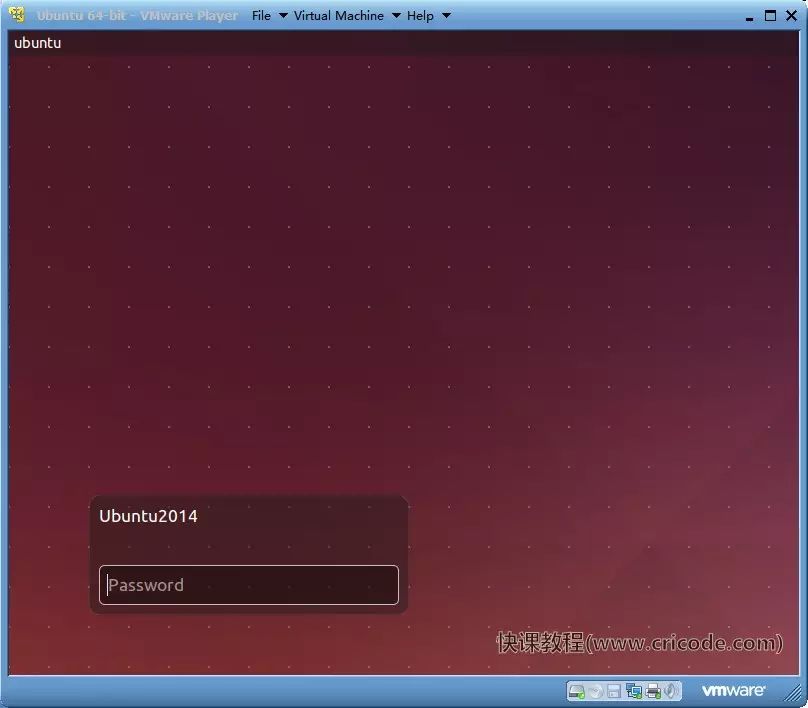 Ubuntu 64-bit - VMware Player File Virtual Machine Help
ubuntu
Ubuntu2014
Password
快课教程(www.cricode.com)
vmware